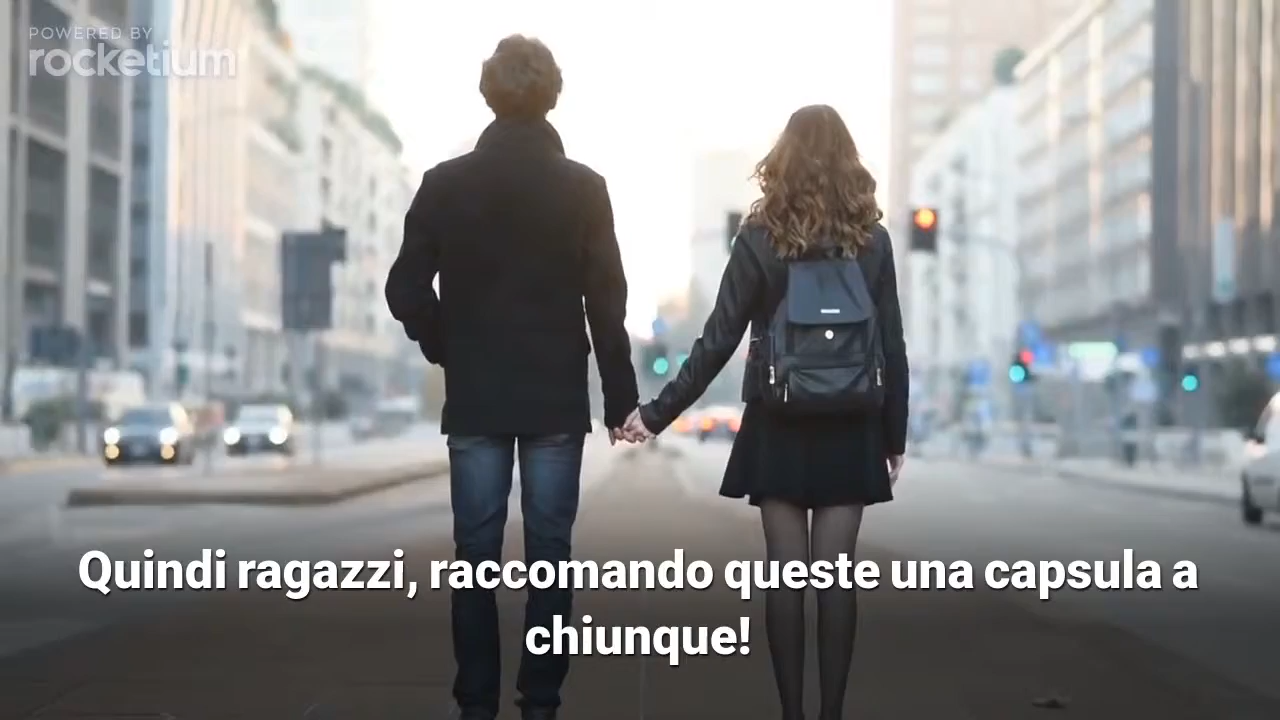 POWERED BY
rocketium
Quindi ragazzi, raccomando queste una capsula a
chiunque!